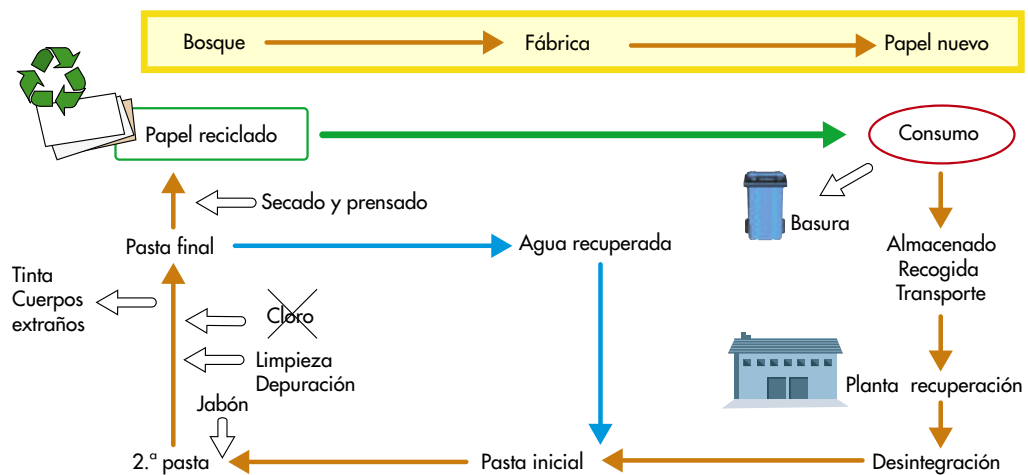 Bosque
Fábrica
Papel nuevo
Papel reciclado
Consumo
Secado y prensado
Basura
Pasta final
Agua recuperada
Almacenado
Recogida
Transporte
Tinta
Cuerpos
extraños
Cloro
Limpieza
Depuración
Planta recuperación
Jabón
2.ª pasta
Pasta inicial
Desintegración